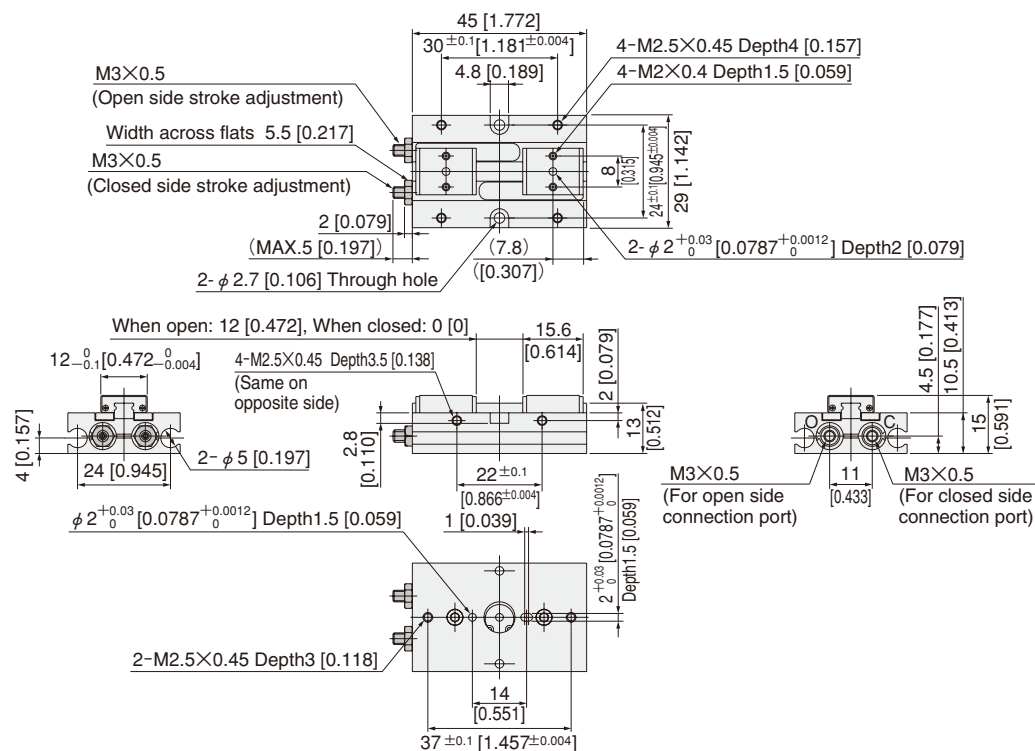 45 [1.772]
30±0.1[1.181±0.004]
4.8 [0.189]
4-M2.5×0.45 Depth4 [0.157]
4-M2×0.4 Depth1.5 [0.059]
M3×0.5
(Open side stroke adjustment)
Width across flats 5.5 [0.217]
M3×0.5
(Closed side stroke adjustment)
8
[0.315]
24±0.1[0.945±0.004]
29 [1.142]
2 [0.079]
(MAX.5 [0.197])
2-φ2.7 [0.106] Through hole
(7.8)
([0.307])
2-φ2 +0.03 0 [0.0787 +0.0012 0] Depth2 [0.079]
When open: 12 [0.472], When closed: 0 [0]
15.6
[0.614]
2 [0.079]
12 0 -0.1[0.472 0 -0.004]
4-M2.5×0.45 Depth3.5 [0.138]
(Same on
opposite side)
4 [0.157]
24 [0.945]
2-φ5 [0.197]
2.8
[0.110]
22±0.1
[0.866±0.004]
13
[0.512]
4.5 [0.177]
10.5 [0.413]
15
[0.591]
O
C
M3×0.5
(For open side
connection port)
11
[0.433]
M3×0.5
(For closed side
connection port)
φ2 +0.03 0 [0.0787 +0.0012 0] Depth1.5 [0.059]
1 [0.039]
2 +0.03 0 [0.0787 +0.0012 0]
Depth1.5 [0.059]
2-M2.5×0.45 Depth3 [0.118]
14
[0.551]
37±0.1 [1.457±0.004]